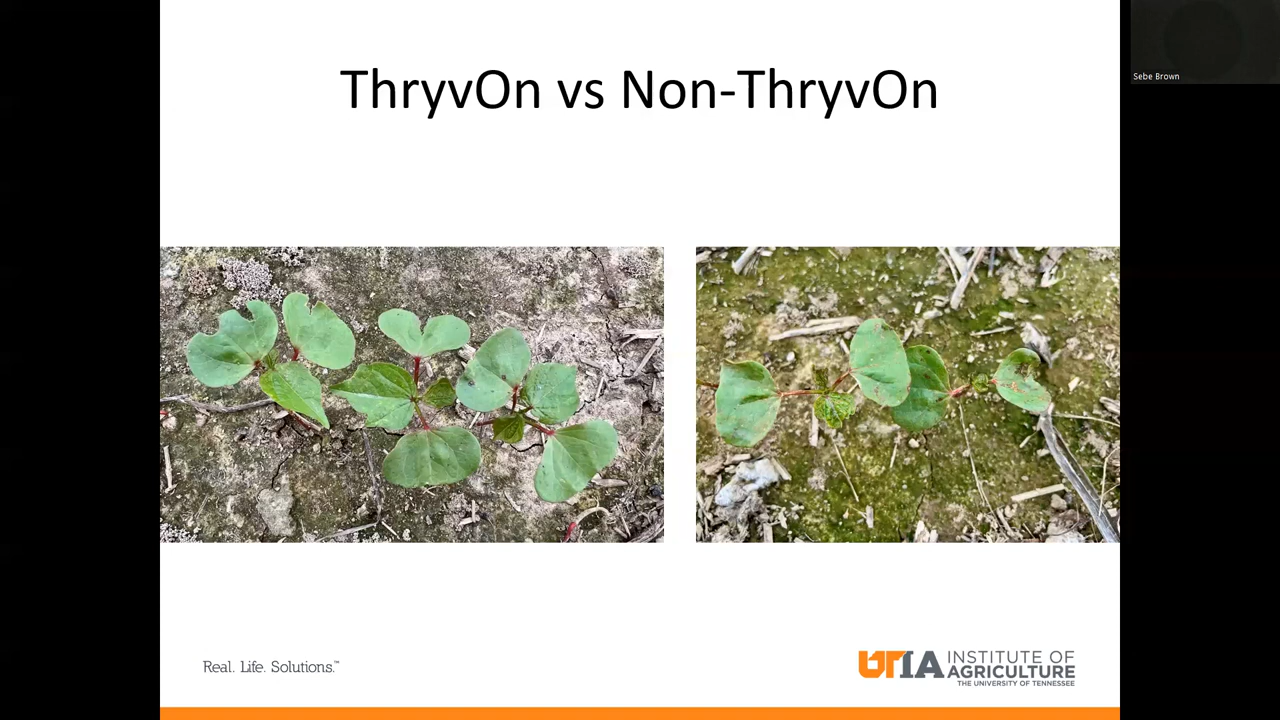 ThryvOn vs Non-ThryvOn
Sebe Brown
Real. Life. Solutions.™
UTIA INSTITUTE OF
AGRICULTURE
THE UNIVERSITY OF TENNESSEE